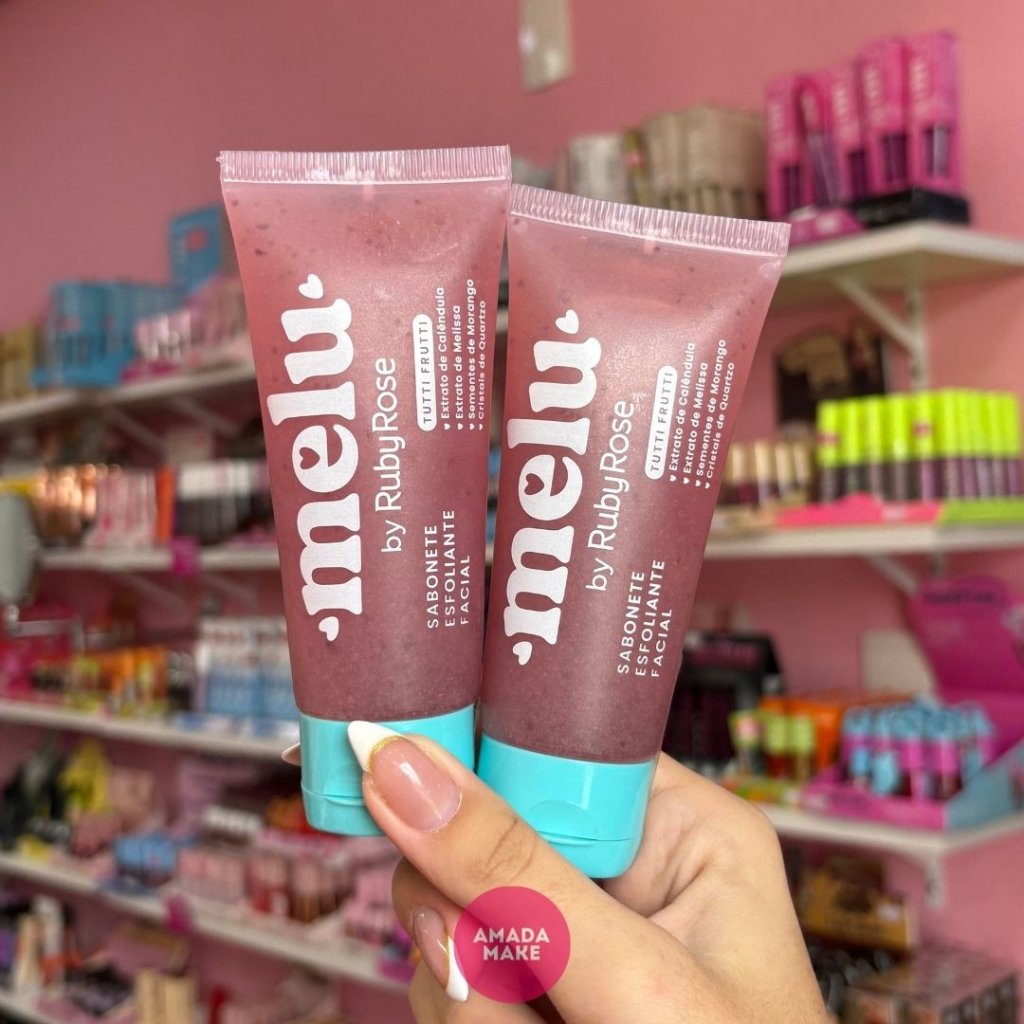 melu
by RubyRose
TUTTI FRUTTI
Extrato de Calêndula
Extrato de Melissa
Sementes de Morango
Cristais de Quartzo
SABONETE
ESFOLIANTE
FACIAL
melu
by RubyRose
TUTTI FRUTTI
Extrato de Calêndula
Extrato de Melissa
Sementes de Morango
Cristais de Quartzo
SABONETE
ESFOLIANTE
FACIAL
AMADA
MAKE